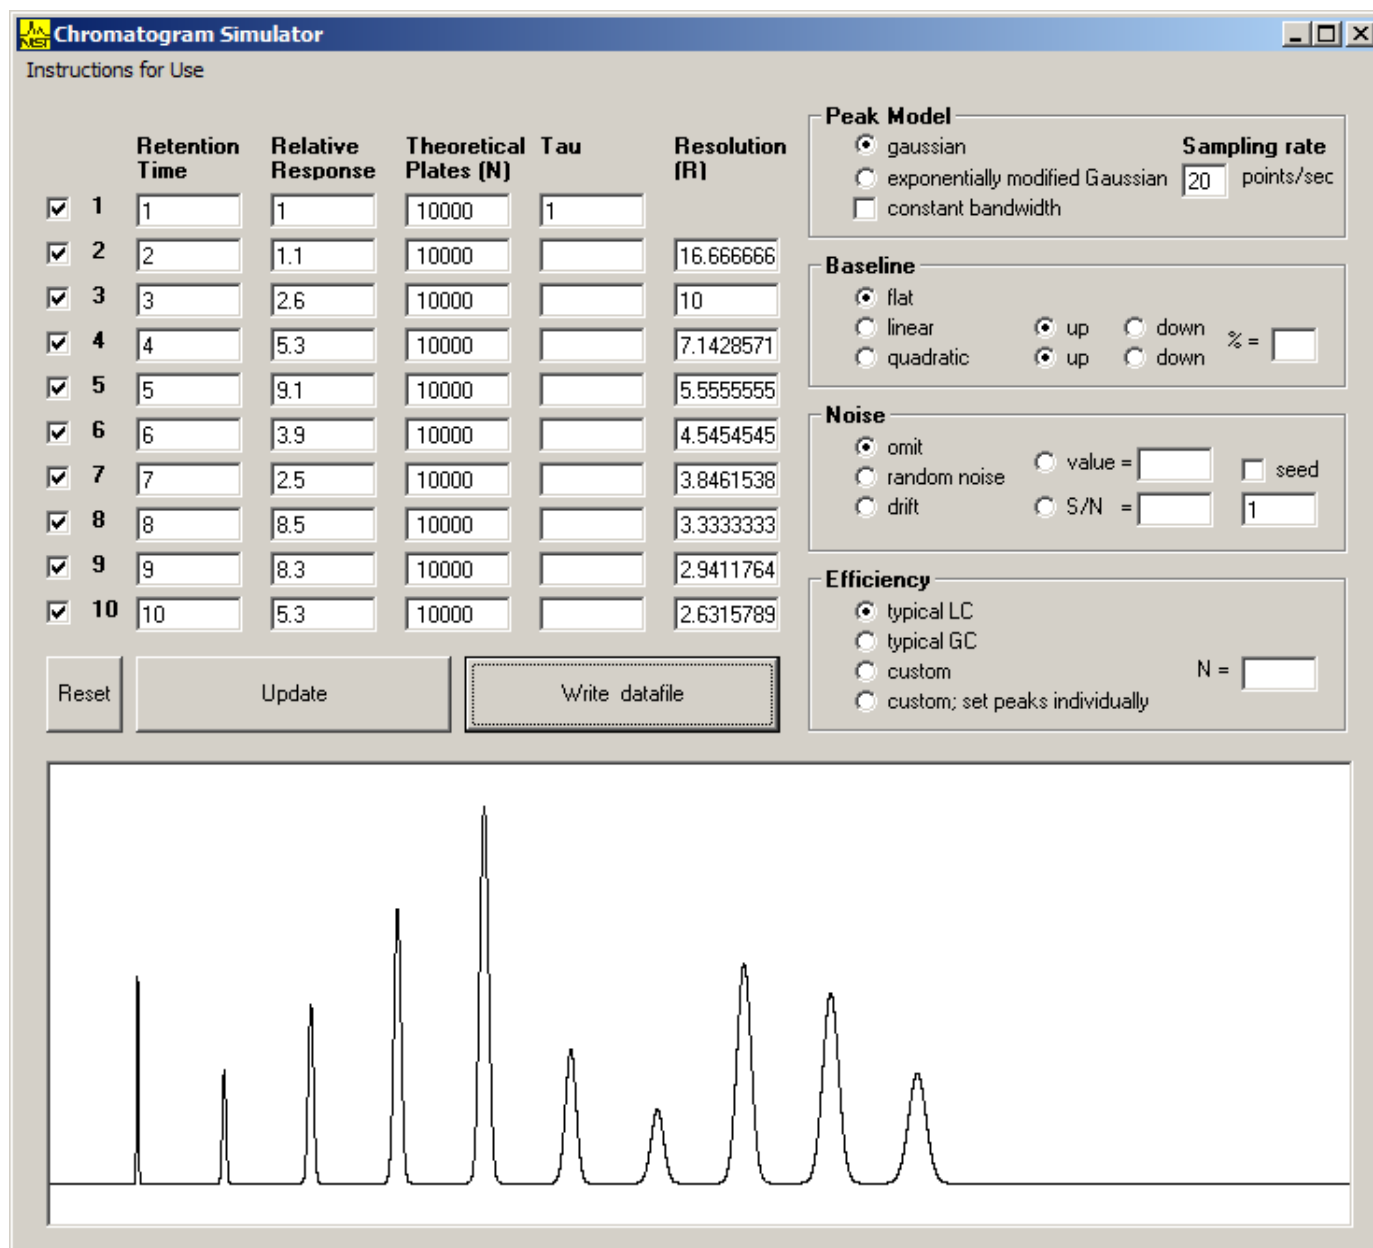 NIST
Chromatogram Simulator
Instructions for Use
Retention Time Relative Response Theoretical Plates (N) Tau Resolution (R)
1 1 1 10000 1
2 2 1.1 10000 16.666666
3 3 2.6 10000 10
4 4 5.3 10000 7.1428571
5 5 9.1 10000 5.5555555
6 6 3.9 10000 4.5454545
7 7 2.5 10000 3.8461538
8 8 8.5 10000 3.3333333
9 9 8.3 10000 2.9411764
10 10 5.3 10000 2.6315789
Reset Update Write datafile
Peak Model
gaussian Sampling rate
exponentially modified Gaussian 20 points/sec
constant bandwidth
Baseline
flat
linear up down % =
quadratic up down
Noise
omit
random noise value = seed
drift S/N = 1
Efficiency
typical LC
typical GC
custom N =
custom; set peaks individually